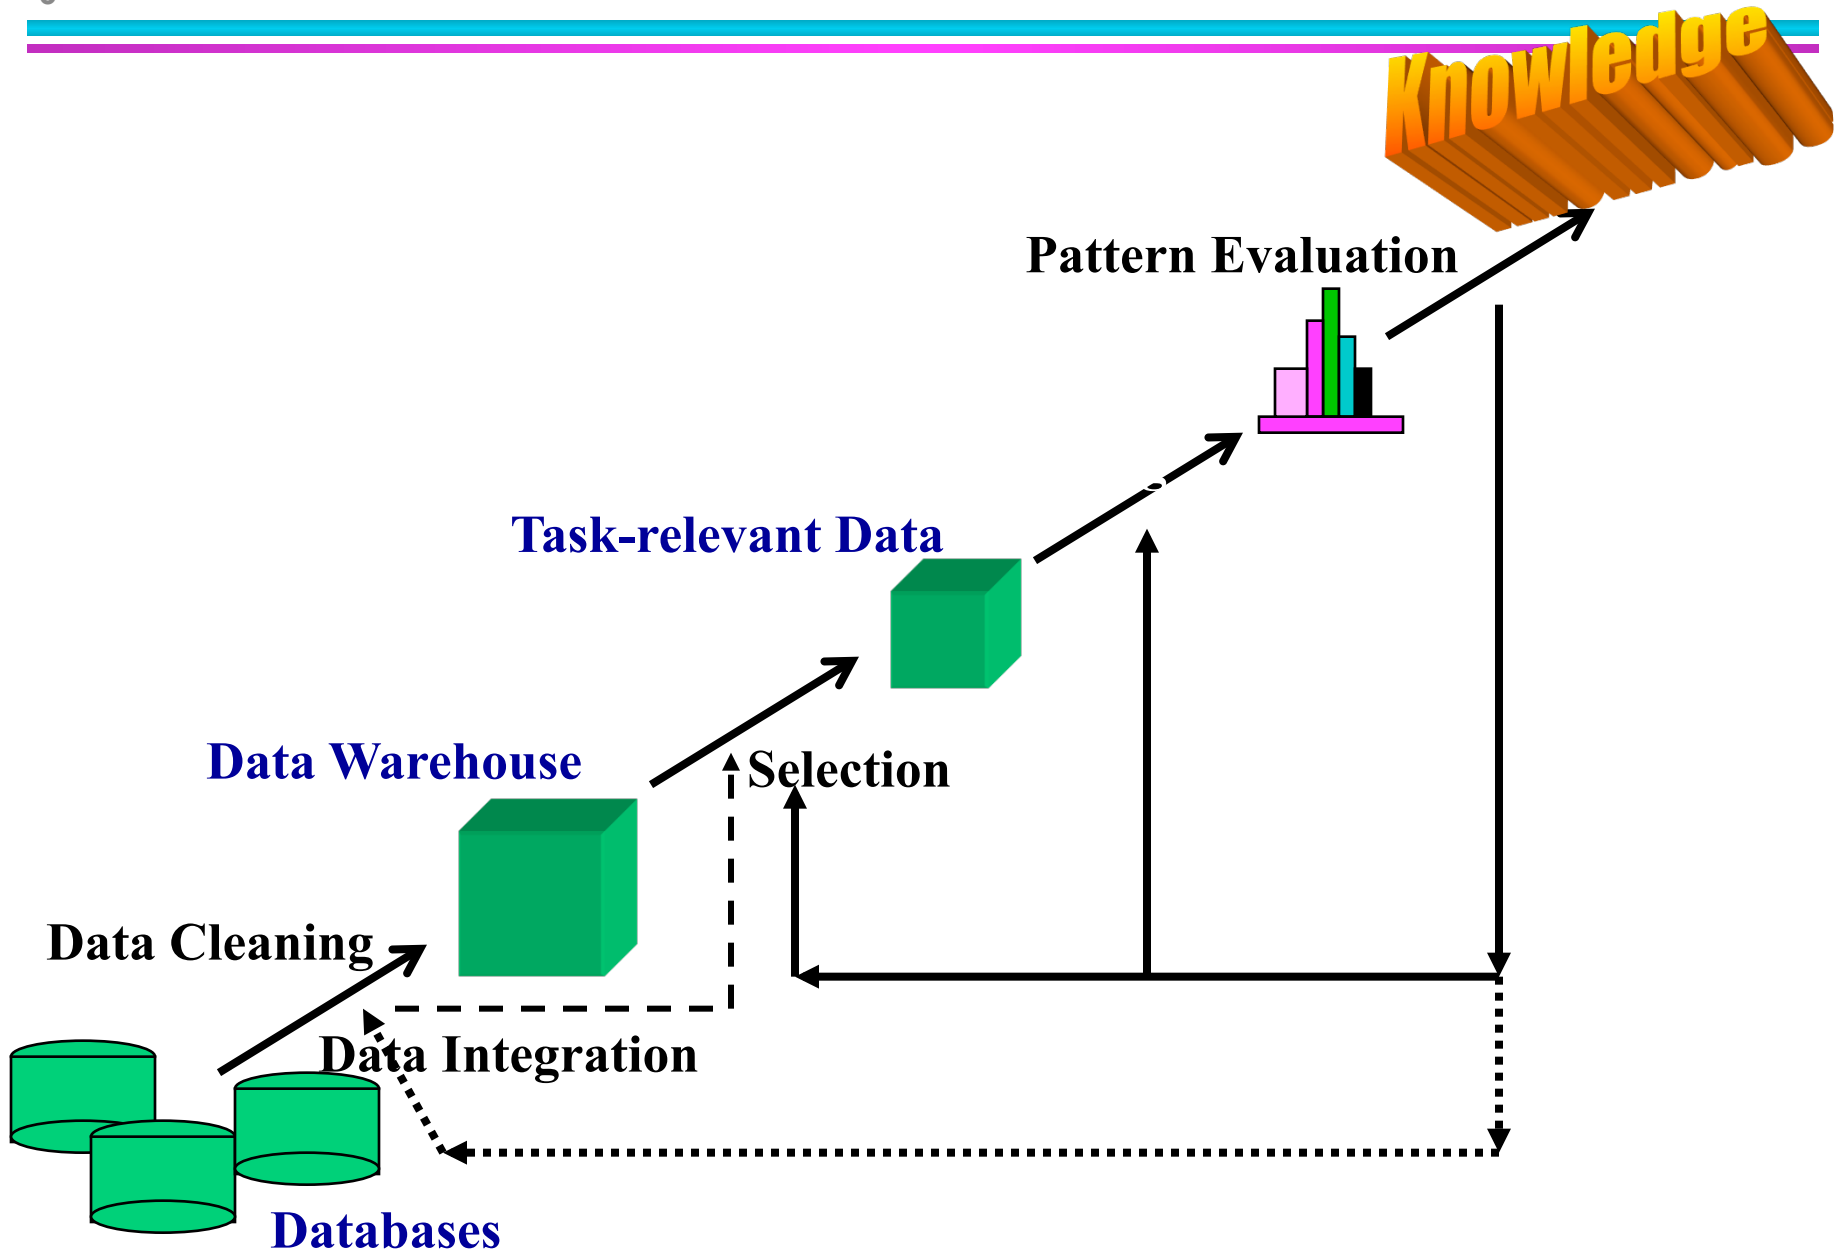 Knowledge
Pattern Evaluation
Task-relevant Data
Data Warehouse
Selection
Data Cleaning
Data Integration
Databases